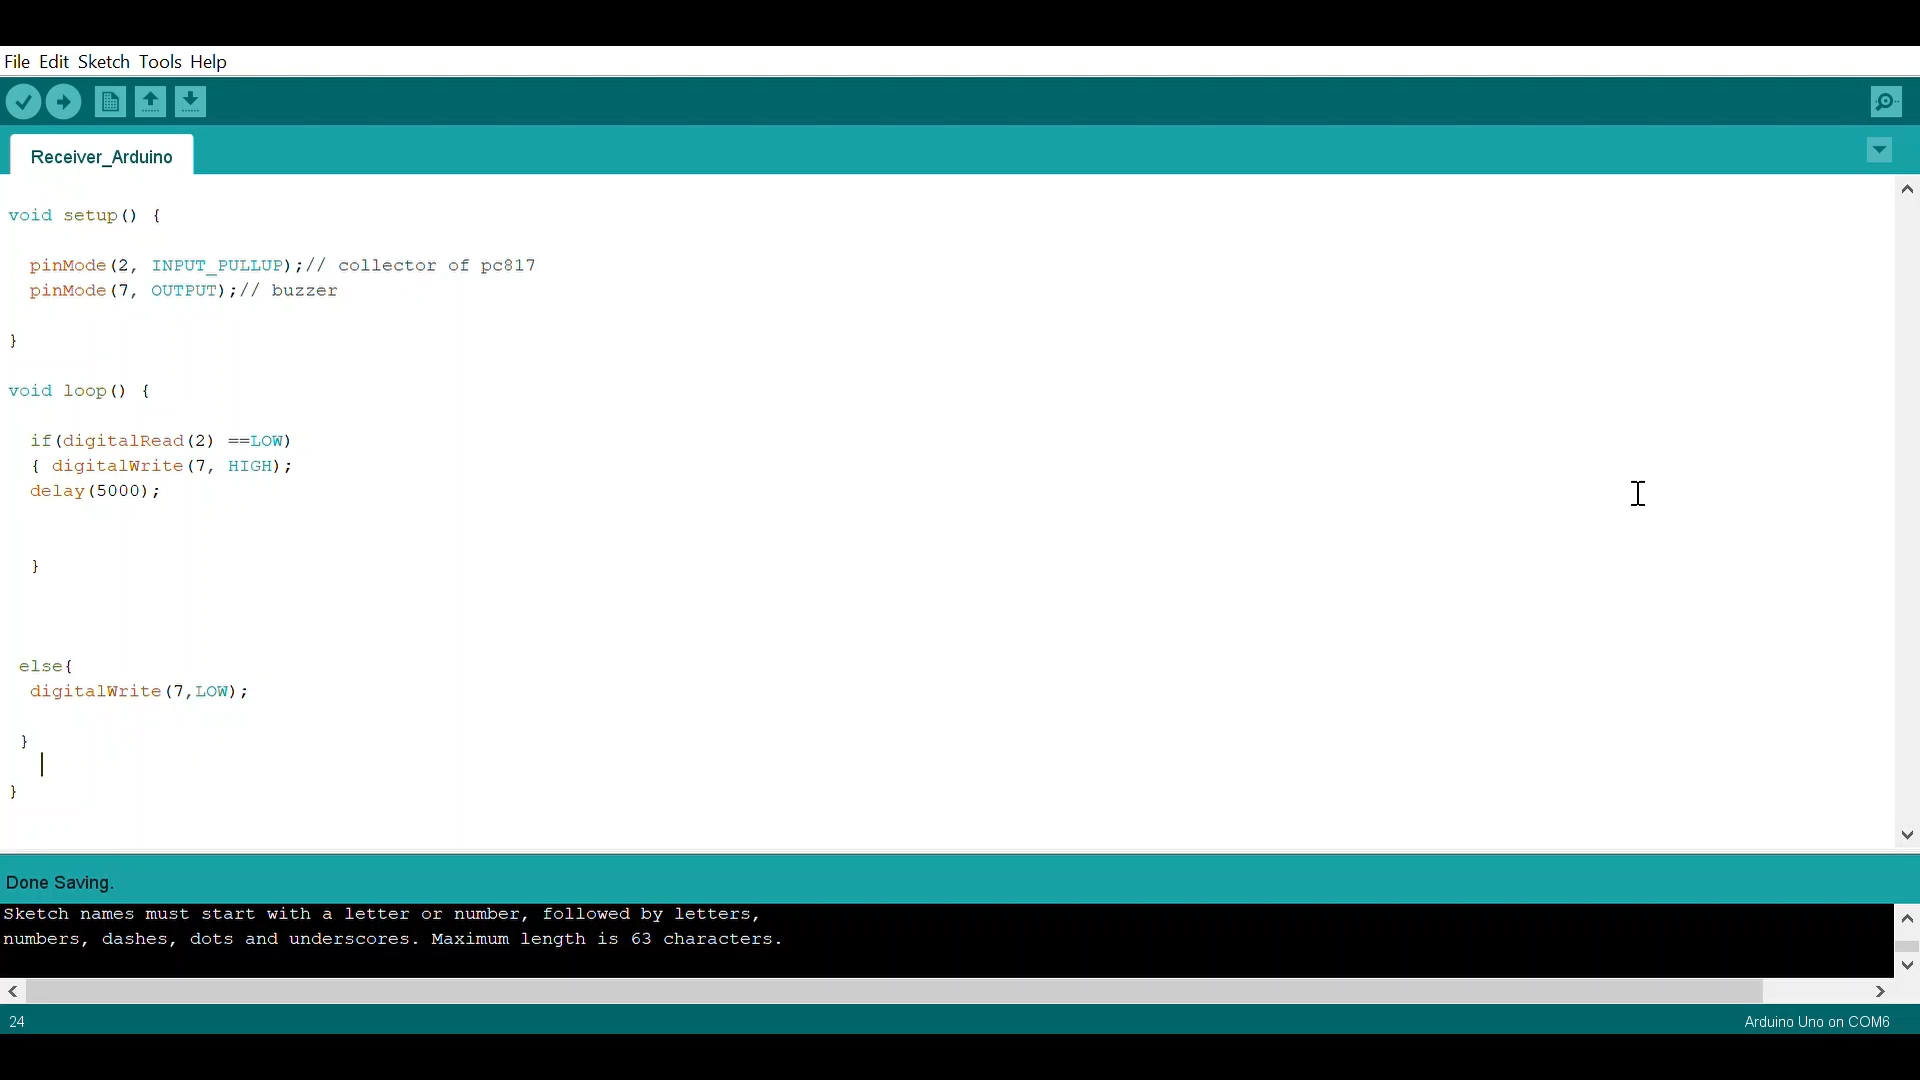 File Edit Sketch Tools Help
Receiver_Arduino
void setup() {
pinMode(2, INPUT_PULLUP);// collector of pc817
pinMode(7, OUTPUT);// buzzer
}
void loop() {
if(digitalRead(2) ==LOW)
{ digitalWrite(7, HIGH);
delay(5000);
}
else{
digitalWrite(7,LOW);
}
}
Done Saving.
Sketch names must start with a letter or number, followed by letters,
numbers, dashes, dots and underscores. Maximum length is 63 characters.
24
Arduino Uno on COM6